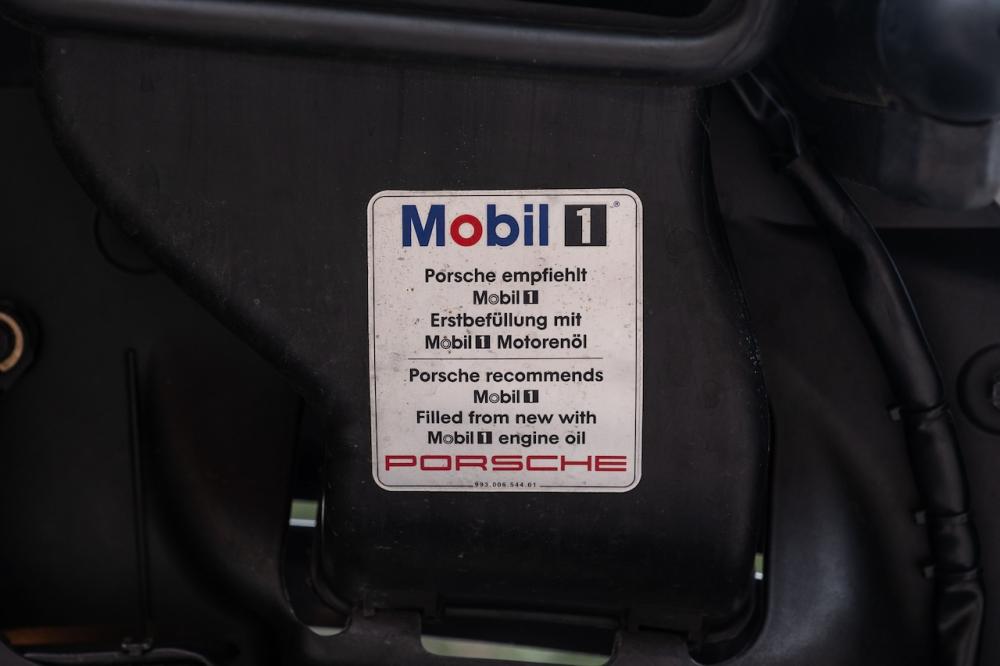 Mobil 1®
Porsche empfiehlt
Mobil 1
Erstbefüllung mit
Mobil 1 Motorenöl
Porsche recommends
Mobil 1
Filled from new with
Mobil 1 engine oil
PORSCHE
993.006.544.01